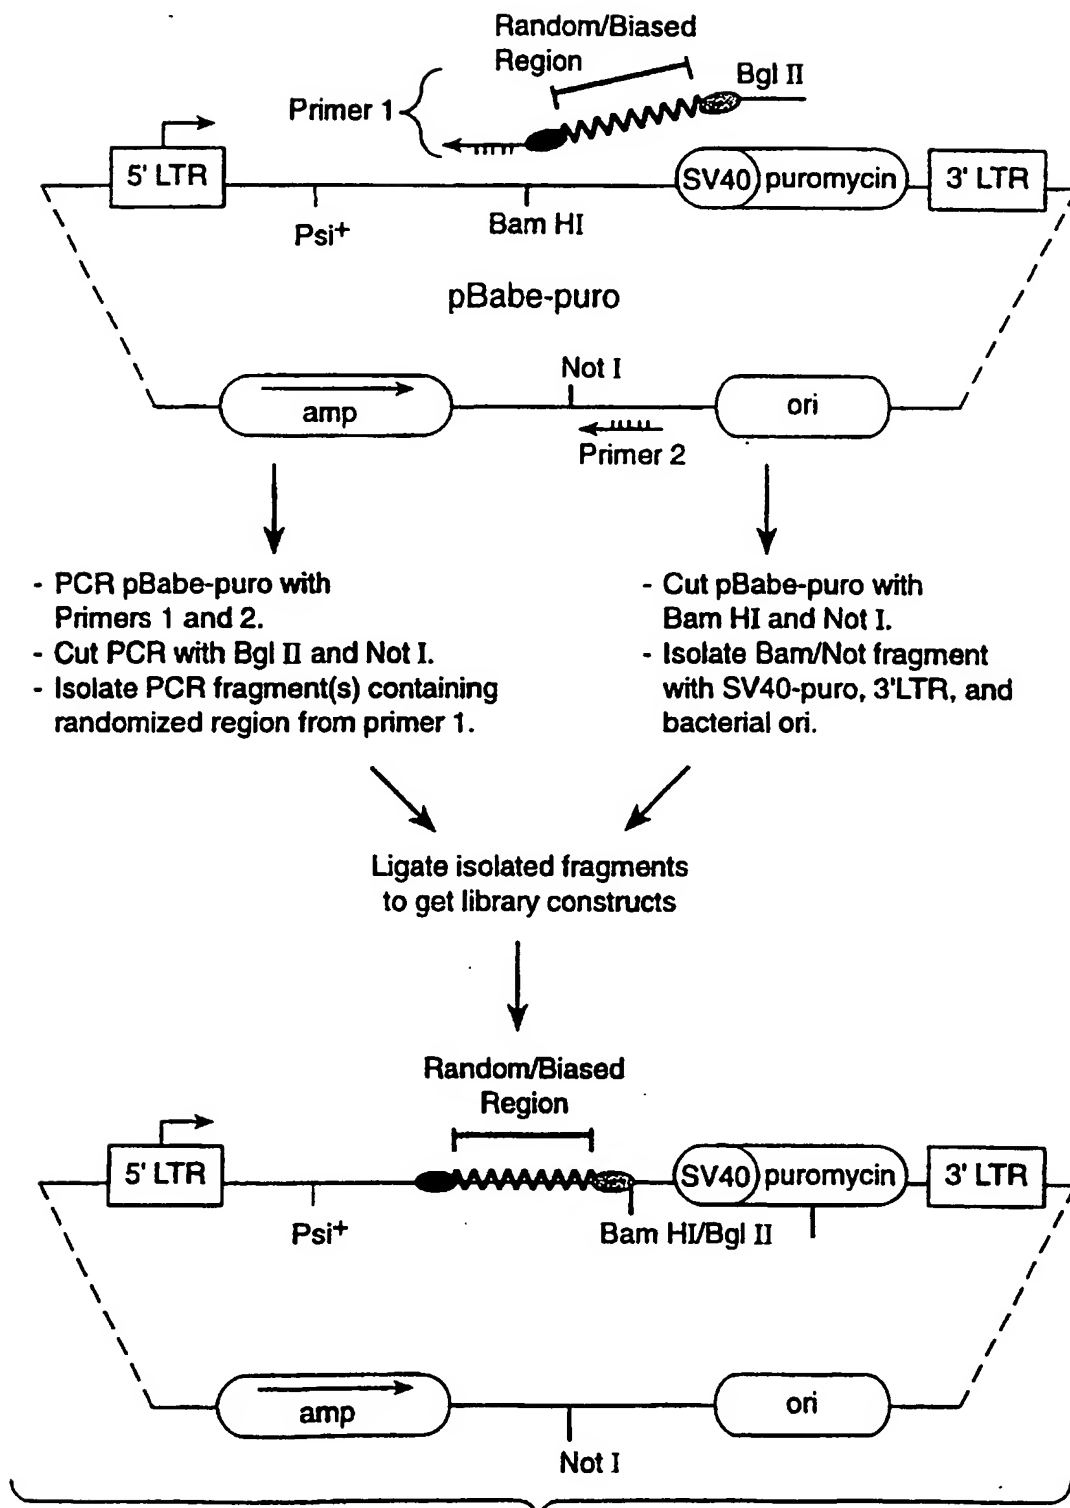 Random/Biased
Region
Bgl II
Primer 1
5' LTR
SV40
puromycin
3' LTR
Psi+
Bam HI
pBabe-puro
Not I
amp
ori
Primer 2
- PCR pBabe-puro with
Primers 1 and 2.
- Cut PCR with Bgl II and Not I.
- Isolate PCR fragment(s) containing
randomized region from primer 1.
- Cut pBabe-puro with
Bam HI and Not I.
- Isolate Bam/Not fragment
with SV40-puro, 3'LTR, and
bacterial ori.
Ligate isolated fragments
to get library constructs
Random/Biased
Region
5' LTR
SV40
puromycin
3' LTR
Psi+
Bam HI/Bgl II
amp
ori
Not I